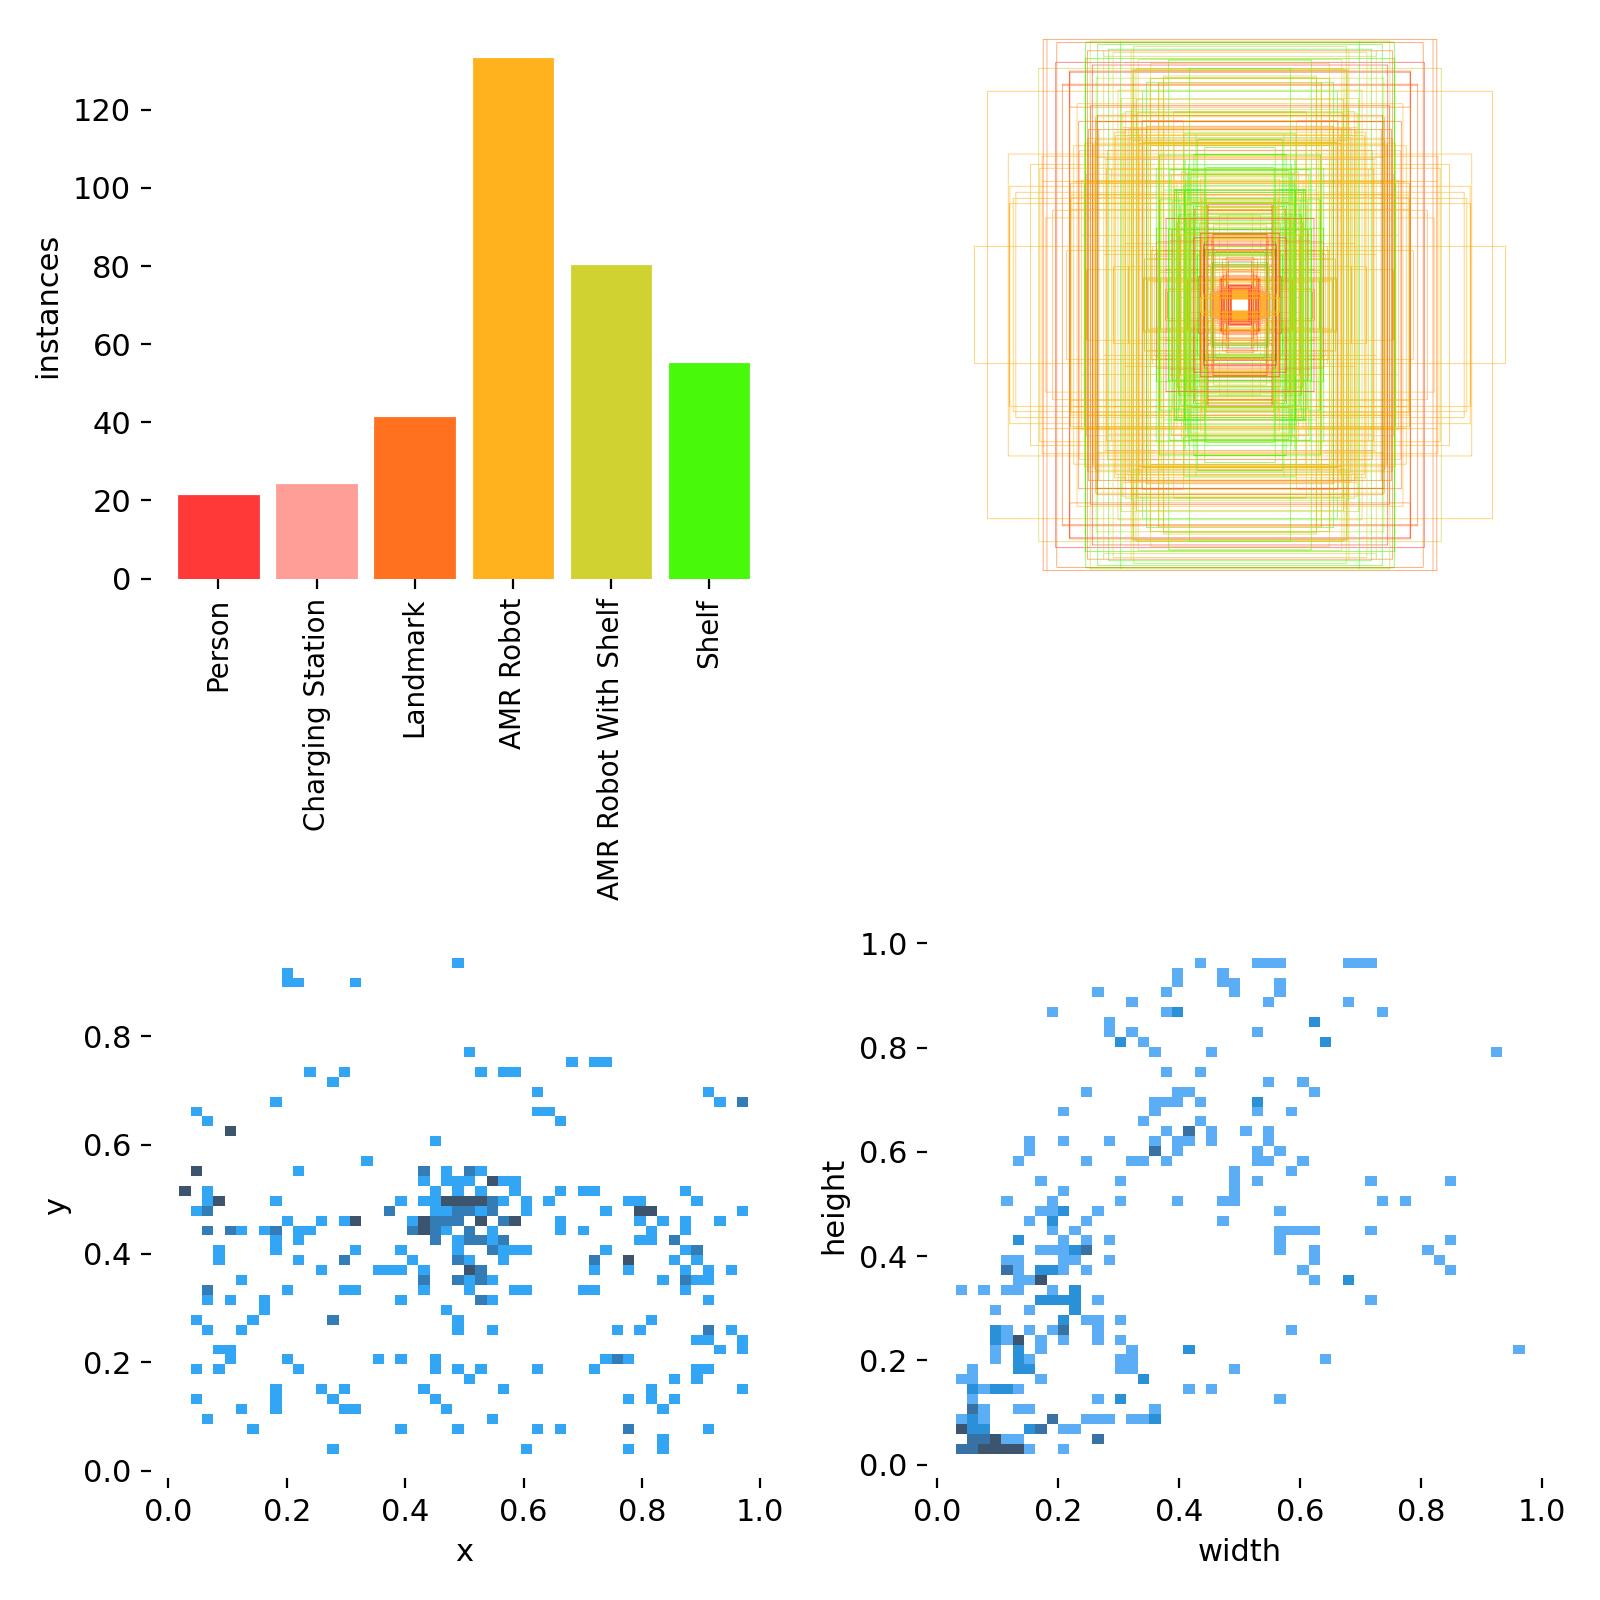 120
100
80
60
40
20
0
instances
Person
Charging Station
Landmark
AMR Robot
AMR Robot With Shelf
Shelf
0.8
0.6
0.4
0.2
0.0
y
0.0 0.2 0.4 0.6 0.8 1.0
x
1.0
0.8
0.6
0.4
0.2
0.0
height
0.0 0.2 0.4 0.6 0.8 1.0
width